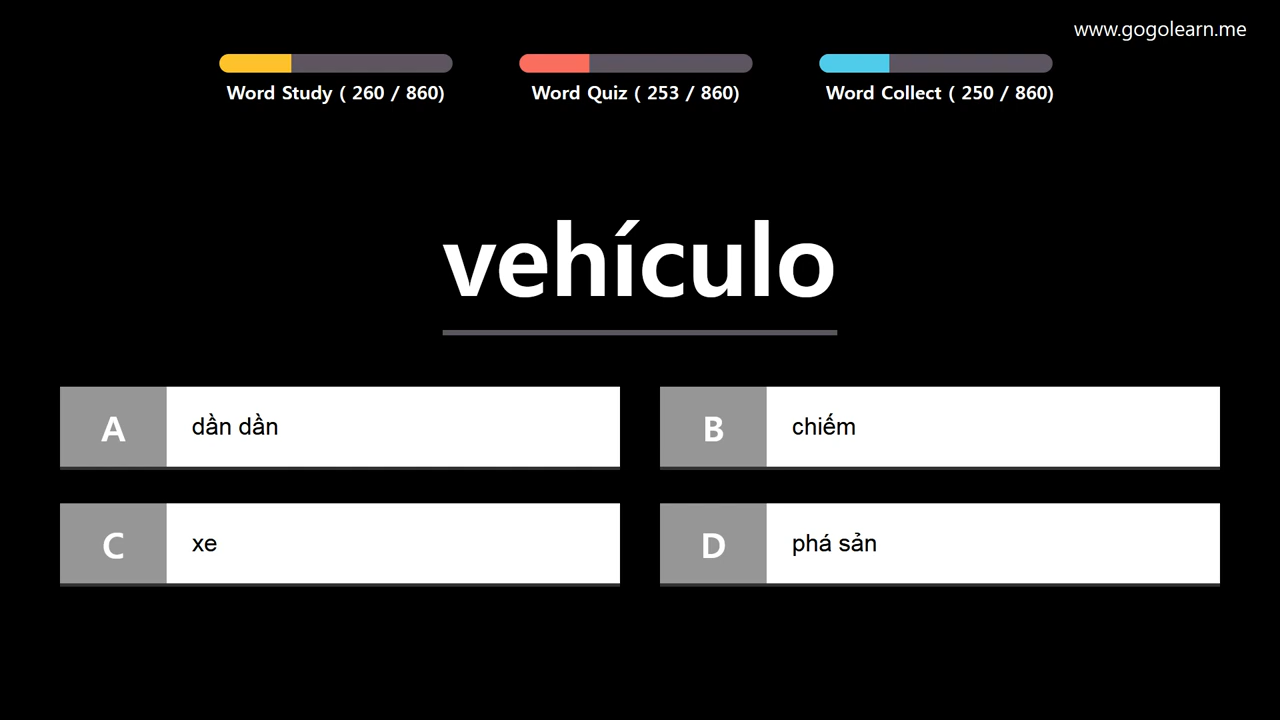 www.gogolearn.me
Word Study ( 260 / 860)
Word Quiz ( 253 / 860)
Word Collect ( 250 / 860)
vehículo
A dần dần
B chiếm
C xe
D phá sản